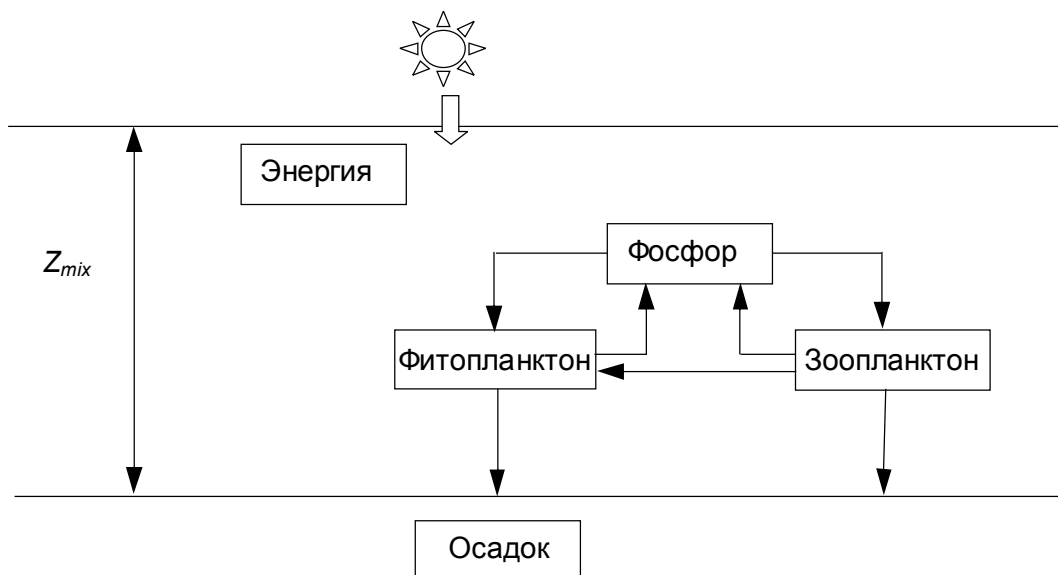 Энергия
Z_mix
Фосфор
Фитопланктон
Зоопланктон
Осадок